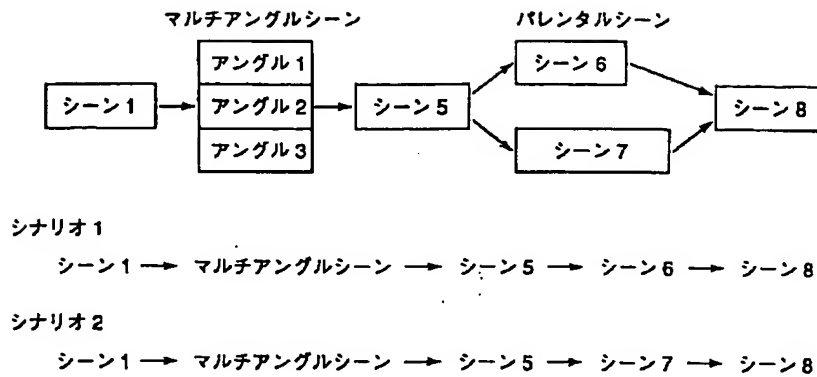 マルチアングルシーン
パレンタルシーン
シーン1
アングル1
アングル2
アングル3
シーン5
シーン6
シーン7
シーン8
シナリオ1
シーン1 → マルチアングルシーン → シーン5 → シーン6 → シーン8
シナリオ2
シーン1 → マルチアングルシーン → シーン5 → シーン7 → シーン8